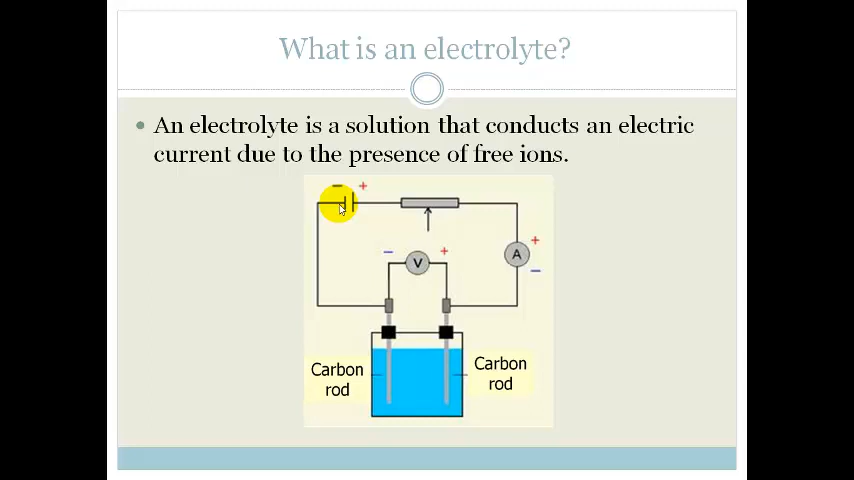 What is an electrolyte?
An electrolyte is a solution that conducts an electric
current due to the presence of free ions.
− +
+
− V +
A
−
Carbon
rod
Carbon
rod